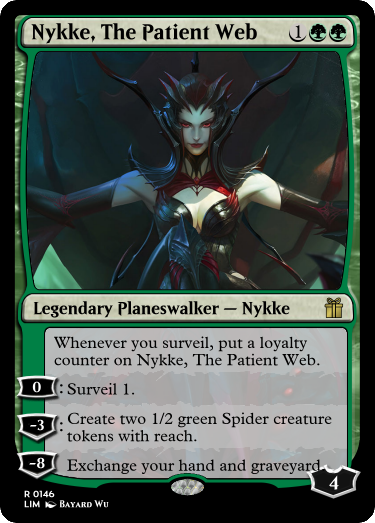 Nykke, The Patient Web 1
Legendary Planeswalker — Nykke
Whenever you surveil, put a loyalty
counter on Nykke, The Patient Web.
0 : Surveil 1.
-3 : Create two 1/2 green Spider creature
tokens with reach.
-8 : Exchange your hand and graveyard.
4
R 0146
LIM Bayard Wu